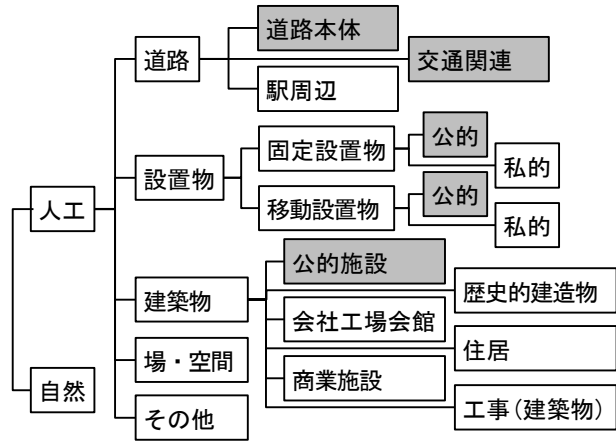 道路本体
道路
交通関連
駅周辺
公的
固定設置物
私的
設置物
公的
移動設置物
私的
人工
公的施設
歴史的建造物
建築物
会社工場会館
住居
場・空間
商業施設
自然
工事(建築物)
その他